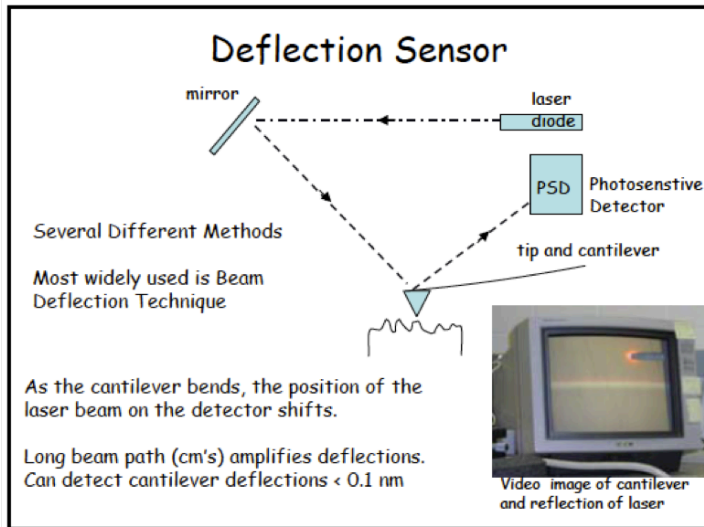 Deflection Sensor
mirror
laser
diode
PSD
Photosenstive
Detector
Several Different Methods
tip and cantilever
Most widely used is Beam
Deflection Technique
As the cantilever bends, the position of the
laser beam on the detector shifts.
Long beam path (cm's) amplifies deflections.
Can detect cantilever deflections < 0.1 nm
Video image of cantilever
and reflection of laser